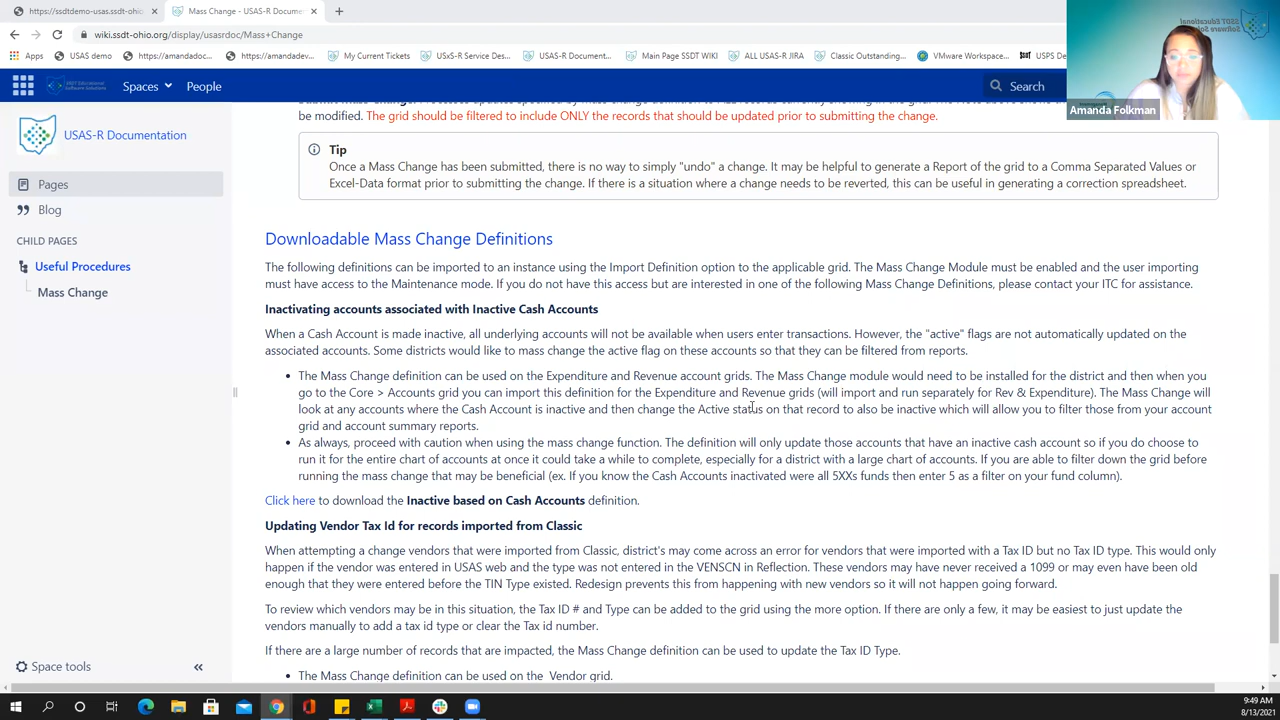 https://ssdtdemo-usas.ssdt-ohi
Mass Change - USAS-R Docume
wiki.ssdt-ohio.org/display/usasrdoc/Mass+Change
Apps
USAS demo
https://amandadoc...
https://amandadev...
My Current Tickets
USxS-R Service Des...
USAS-R Document...
Main Page SSDT WIKI
ALL USAS-R JIRA
Classic Outstanding...
VMware Workspace...
USPS De
Spaces
People
Search
Amanda Folkman
USAS-R Documentation
Pages
Blog
CHILD PAGES
Useful Procedures
Mass Change
Space tools
be modified. The grid should be filtered to include ONLY the records that should be updated prior to submitting the change.
Tip
Once a Mass Change has been submitted, there is no way to simply "undo" a change. It may be helpful to generate a Report of the grid to a Comma Separated Values or
Excel-Data format prior to submitting the change. If there is a situation where a change needs to be reverted, this can be useful in generating a correction spreadsheet.
Downloadable Mass Change Definitions
The following definitions can be imported to an instance using the Import Definition option to the applicable grid. The Mass Change Module must be enabled and the user importing
must have access to the Maintenance mode. If you do not have this access but are interested in one of the following Mass Change Definitions, please contact your ITC for assistance.
Inactivating accounts associated with Inactive Cash Accounts
When a Cash Account is made inactive, all underlying accounts will not be available when users enter transactions. However, the "active" flags are not automatically updated on the
associated accounts. Some districts would like to mass change the active flag on these accounts so that they can be filtered from reports.
The Mass Change definition can be used on the Expenditure and Revenue account grids. The Mass Change module would need to be installed for the district and then when you
go to the Core > Accounts grid you can import this definition for the Expenditure and Revenue grids (will import and run separately for Rev & Expenditure). The Mass Change will
look at any accounts where the Cash Account is inactive and then change the Active status on that record to also be inactive which will allow you to filter those from your account
grid and account summary reports.
As always, proceed with caution when using the mass change function. The definition will only update those accounts that have an inactive cash account so if you do choose to
run it for the entire chart of accounts at once it could take a while to complete, especially for a district with a large chart of accounts. If you are able to filter down the grid before
running the mass change that may be beneficial (ex. If you know the Cash Accounts inactivated were all 5XXs funds then enter 5 as a filter on your fund column).
Click here to download the Inactive based on Cash Accounts definition.
Updating Vendor Tax Id for records imported from Classic
When attempting a change vendors that were imported from Classic, district's may come across an error for vendors that were imported with a Tax ID but no Tax ID type. This would only
happen if the vendor was entered in USAS web and the type was not entered in the VENSCN in Reflection. These vendors may have never received a 1099 or may even have been old
enough that they were entered before the TIN Type existed. Redesign prevents this from happening with new vendors so it will not happen going forward.
To review which vendors may be in this situation, the Tax ID # and Type can be added to the grid using the more option. If there are only a few, it may be easiest to just update the
vendors manually to add a tax id type or clear the Tax id number.
If there are a large number of records that are impacted, the Mass Change definition can be used to update the Tax ID Type.
The Mass Change definition can be used on the Vendor grid.
9:49 AM
8/13/2021